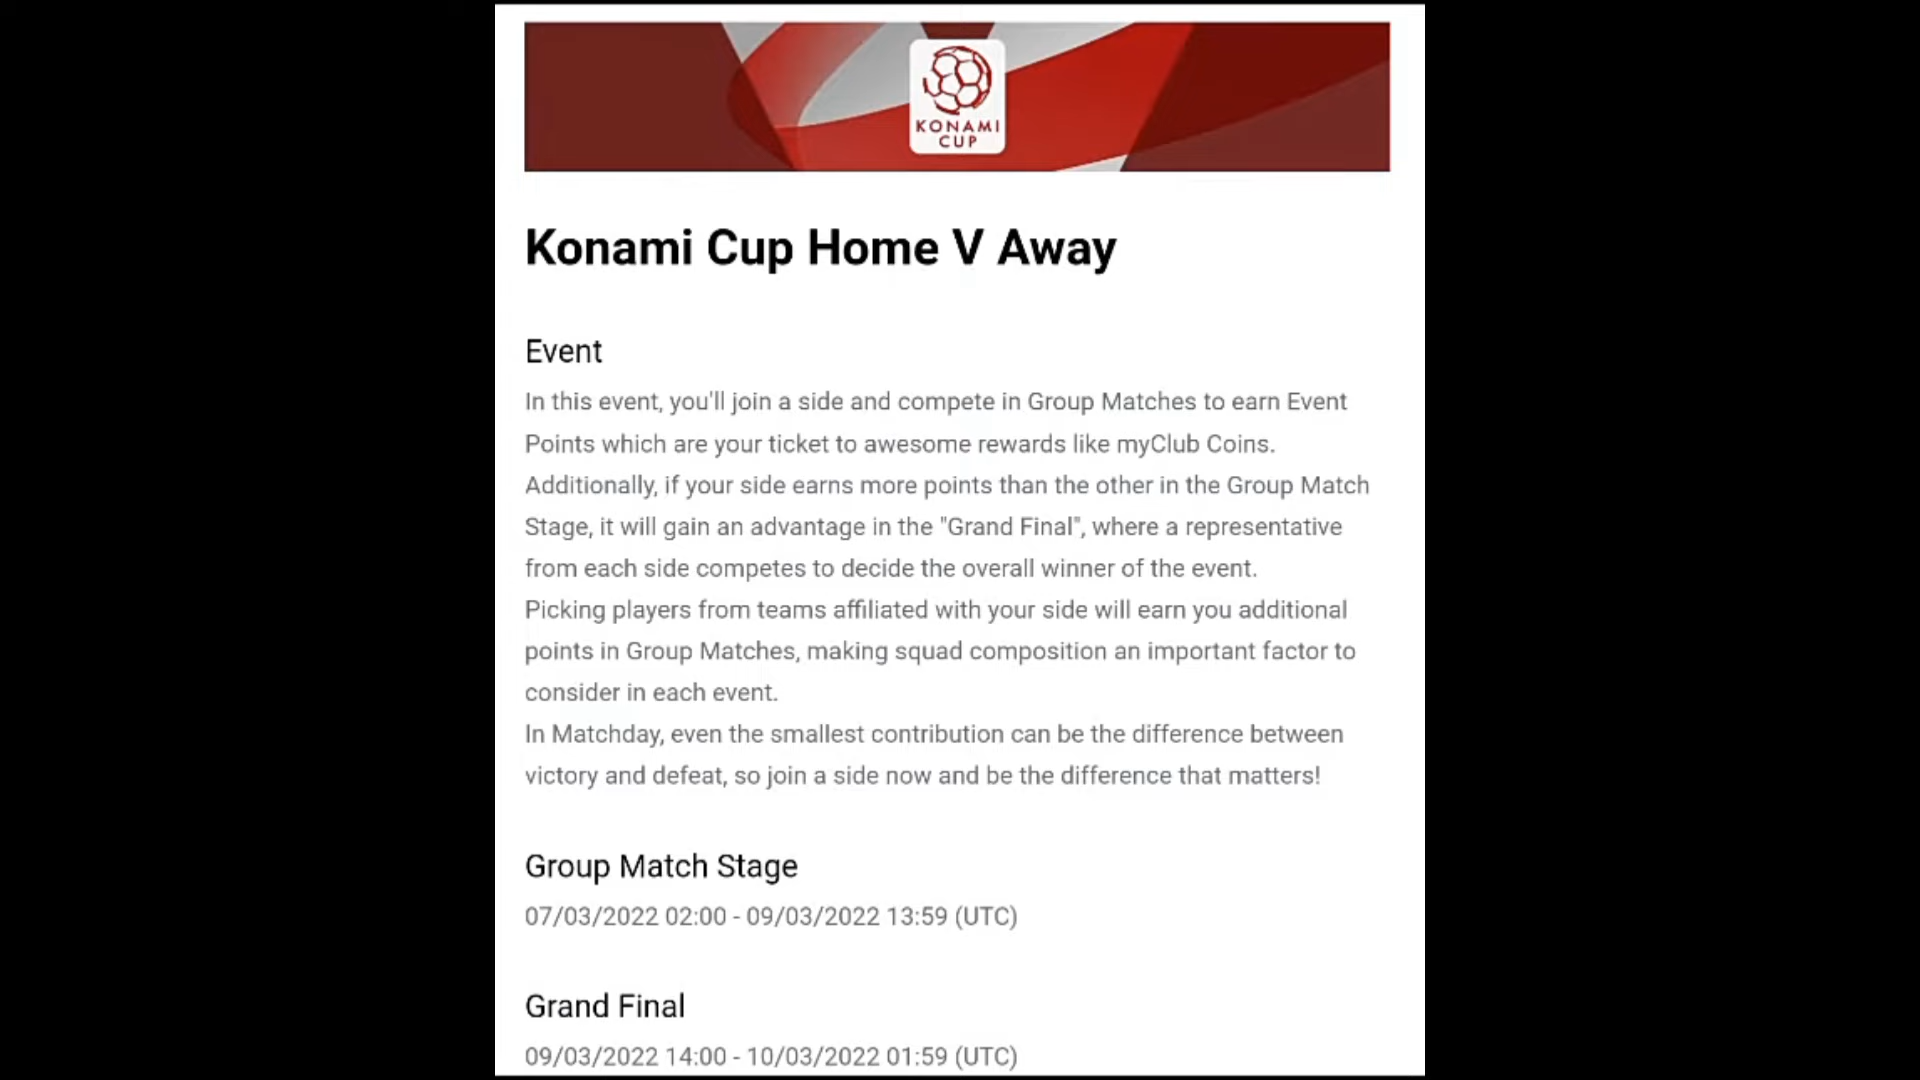 KONAMI
CUP
Konami Cup Home V Away
Event
In this event, you'll join a side and compete in Group Matches to earn Event
Points which are your ticket to awesome rewards like myClub Coins.
Additionally, if your side earns more points than the other in the Group Match
Stage, it will gain an advantage in the "Grand Final", where a representative
from each side competes to decide the overall winner of the event.
Picking players from teams affiliated with your side will earn you additional
points in Group Matches, making squad composition an important factor to
consider in each event.
In Matchday, even the smallest contribution can be the difference between
victory and defeat, so join a side now and be the difference that matters!
Group Match Stage
07/03/2022 02:00 - 09/03/2022 13:59 (UTC)
Grand Final
09/03/2022 14:00 - 10/03/2022 01:59 (UTC)